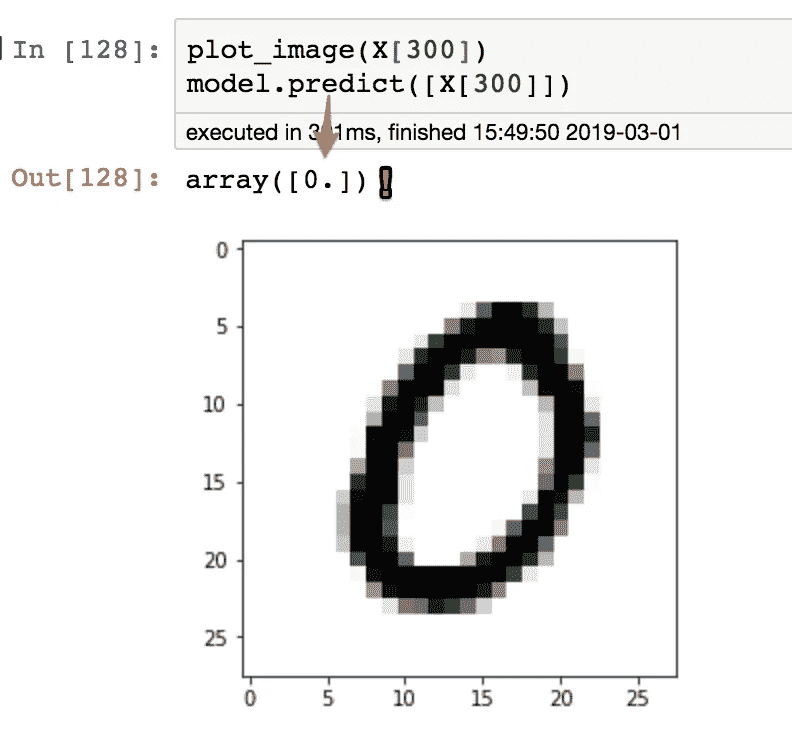 In [128]:
plot_image(X[300])
model.predict([X[300]])
executed in ms, finished 15:49:50 2019-03-01
Out[128]: array([0.])
0
5
10
15
20
25
0 5 10 15 20 25